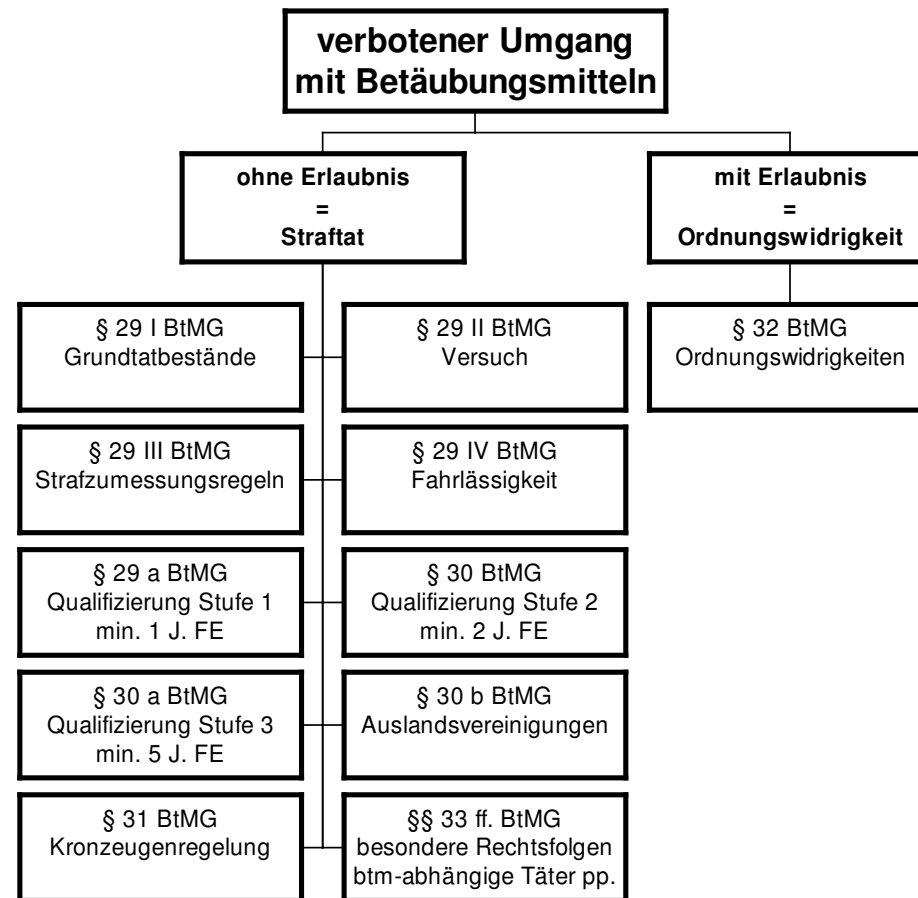 verbotener Umgang
mit Betäubungsmitteln
ohne Erlaubnis
=
Straftat
mit Erlaubnis
=
Ordnungswidrigkeit
§ 29 I BtMG
Grundtatbestände
§ 29 II BtMG
Versuch
§ 32 BtMG
Ordnungswidrigkeiten
§ 29 III BtMG
Strafzumessungsregeln
§ 29 IV BtMG
Fahrlässigkeit
§ 29 a BtMG
Qualifizierung Stufe 1
min. 1 J. FE
§ 30 BtMG
Qualifizierung Stufe 2
min. 2 J. FE
§ 30 a BtMG
Qualifizierung Stufe 3
min. 5 J. FE
§ 30 b BtMG
Auslandsvereinigungen
§ 31 BtMG
Kronzeugenregelung
§§ 33 ff. BtMG
besondere Rechtsfolgen
btm-abhängige Täter pp.